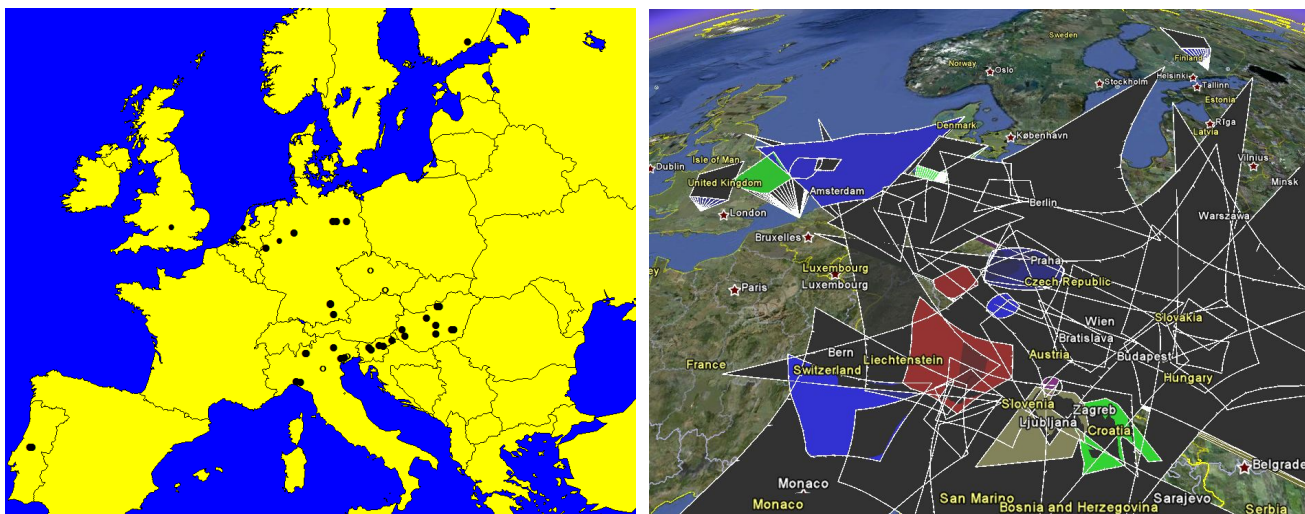 Sweden
Norway
Oslo
Finland
Helsinki
Stockholm
Tallinn
Estonia
Riga
Latvia
Denmark
København
Dublin
Isle of Man
United Kingdom
Vilnius
Minsk
Amsterdam
Berlin
London
Warszawa
Bruxelles
Praha
Luxembourg
Luxembourg
Czech Republic
Paris
Wien
Slovakia
Bratislava
Bern
Liechtenstein
Austria
Budapest
France
Switzerland
Hungary
Slovenia
Zagreb
Ljubljana
Croatia
Belgrade
Monaco
Monaco
San Marino
Sarajevo
Bosnia and Herzegovina
Serbia